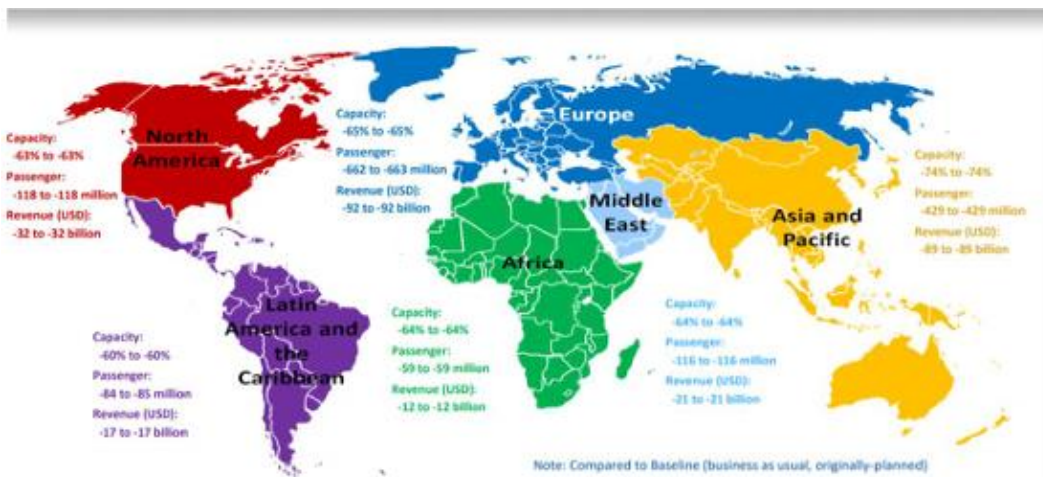 North
America
Capacity:
-63% to -63%
Passenger:
-118 to -118 million
Revenue (USD):
-32 to -32 billion
Capacity:
-65% to -65%
Passenger:
-662 to -663 million
Revenue (USD):
-92 to -92 billion
Europe
Middle
East
Asia and
Pacific
Capacity:
-74% to -74%
Passenger:
-429 to -429 million
Revenue (USD):
-89 to -89 billion
Latin
America and
the
Caribbean
Capacity:
-60% to -60%
Passenger:
-84 to -85 million
Revenue (USD):
-17 to -17 billion
Africa
Capacity:
-64% to -64%
Passenger:
-59 to -59 million
Revenue (USD):
-12 to -12 billion
Capacity:
-64% to -64%
Passenger:
-116 to -116 million
Revenue (USD):
-21 to -21 billion
Note: Compared to Baseline (business as usual, originally-planned)